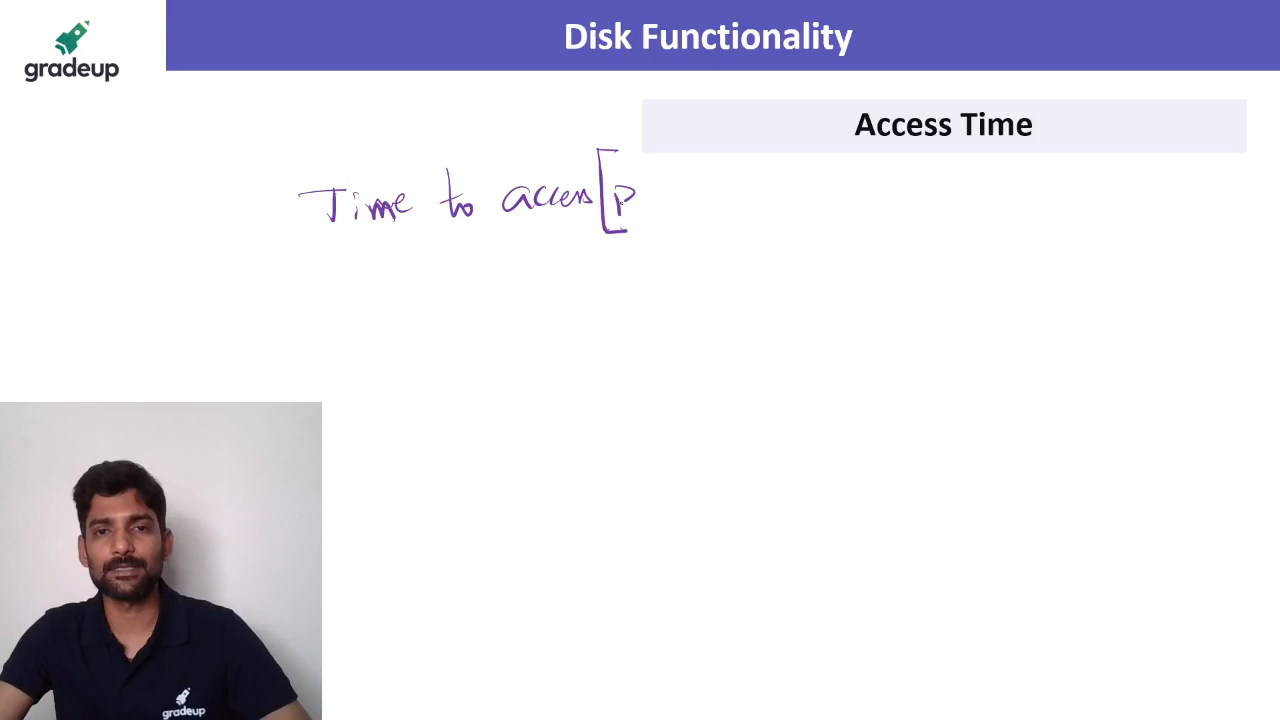 gradeup
Disk Functionality
Access Time
Time to access [P
gradeup